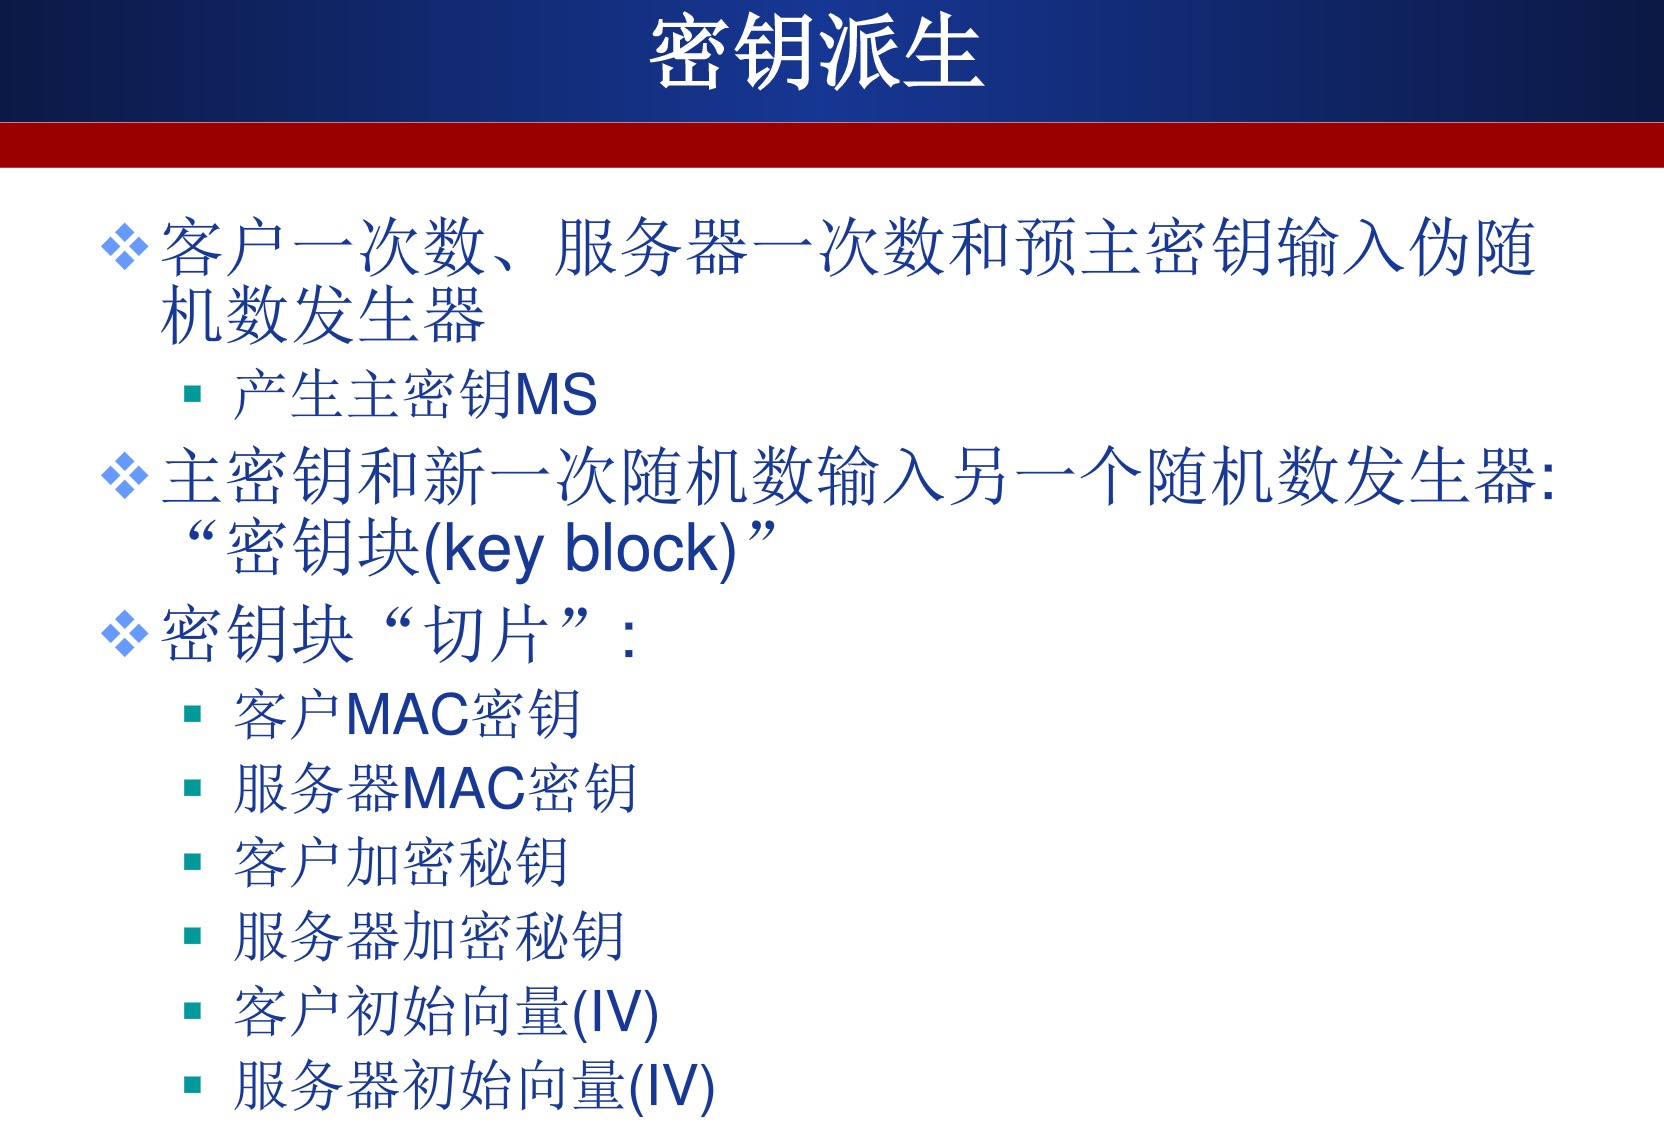 密钥派生
客户一次数、服务器一次数和预主密钥输入伪随
机数发生器
产生主密钥MS
主密钥和新一次随机数输入另一个随机数发生器:
“密钥块(key block)”
密钥块“切片”:
客户MAC密钥
服务器MAC密钥
客户加密秘钥
服务器加密秘钥
客户初始向量(IV)
服务器初始向量(IV)